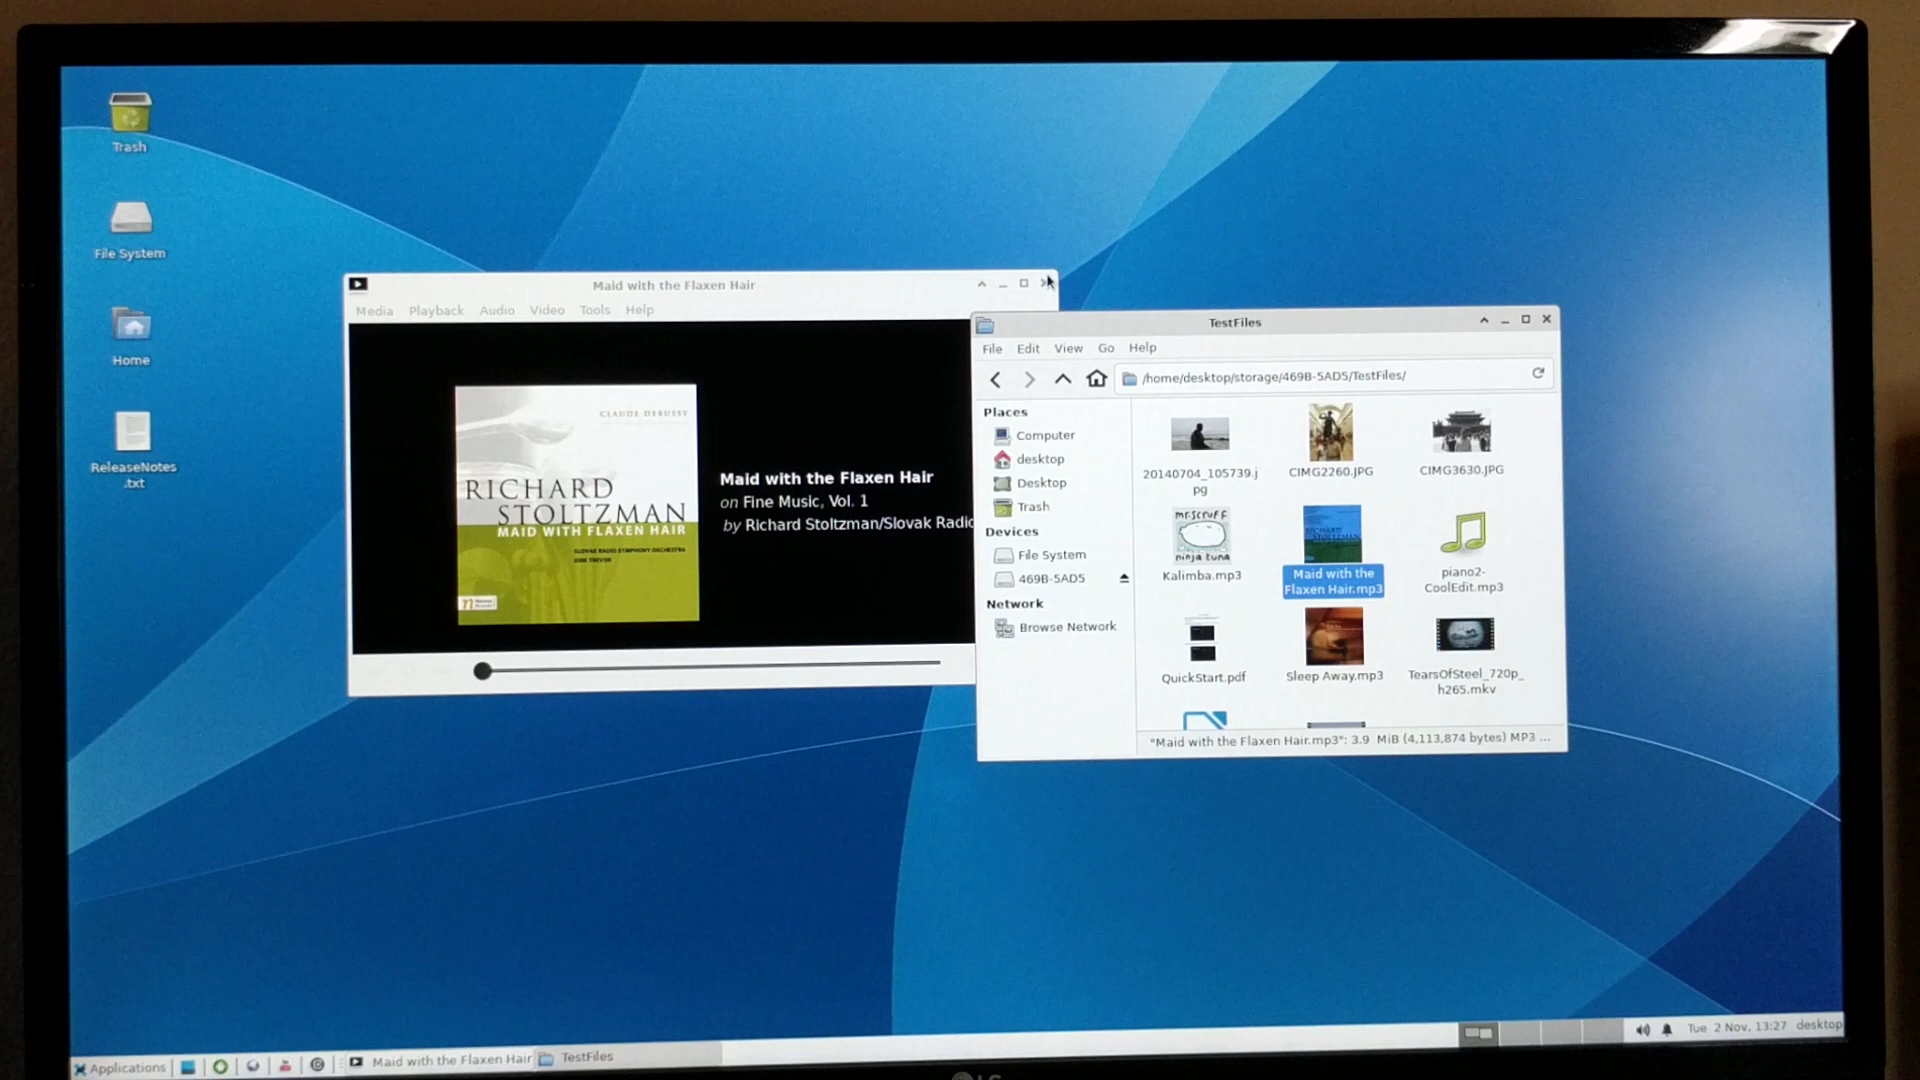 Trash
File System
Home
ReleaseNotes
.txt
Maid with the Flaxen Hair
Media Playback Audio Video Tools Help
CLAUDE DEBUSSY
RICHARD
STOLTZMAN
MAID WITH FLAXEN HAIR
SLOVAK RADIO SYMPHONY ORCHESTRA
KIRK TREVOR
Maid with the Flaxen Hair
on Fine Music, Vol. 1
by Richard Stoltzman/Slovak Radio
TestFiles
File Edit View Go Help
/home/desktop/storage/469B-5AD5/TestFiles/
Places
Computer
desktop
Desktop
Trash
Devices
File System
469B-5AD5
Network
Browse Network
20140704_105739.j
pg
CIMG2260.JPG
CIMG3630.JPG
mr.scruff
ninja tuna
Kalimba.mp3
RICHARD
STOLTZMAN
Maid with the
Flaxen Hair.mp3
piano2-
CoolEdit.mp3
QuickStart.pdf
Sleep Away.mp3
TearsOfSteel_720p_
h265.mkv
"Maid with the Flaxen Hair.mp3": 3.9 MiB (4,113,874 bytes) MP3 ...
Applications
Maid with the Flaxen Hair
TestFiles
Tue 2 Nov, 13:27 desktop
LG